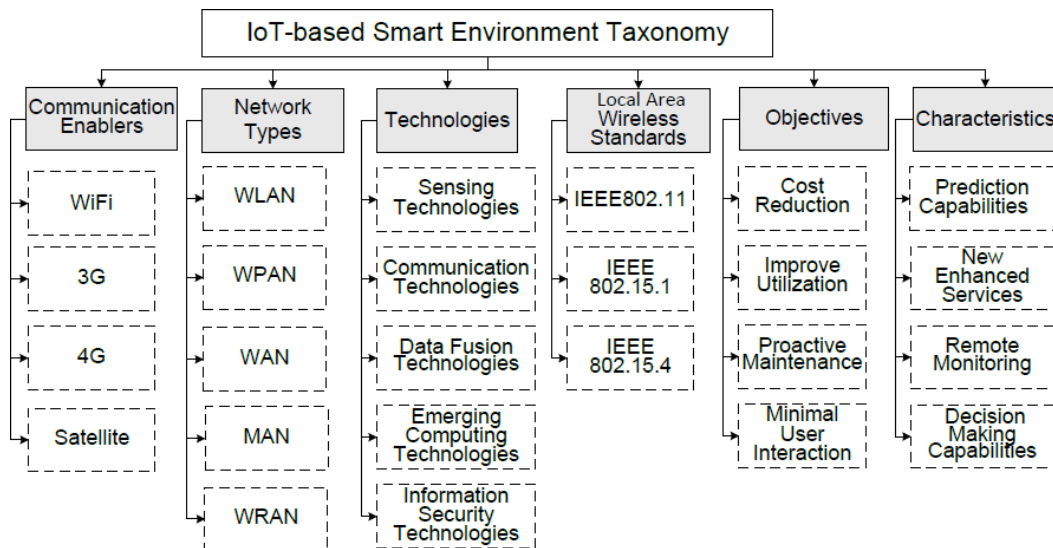 IoT-based Smart Environment Taxonomy
Communication
Enablers
WiFi
3G
4G
Satellite
Network
Types
WLAN
WPAN
WAN
MAN
WRAN
Technologies
Sensing
Technologies
Communication
Technologies
Data Fusion
Technologies
Emerging
Computing
Technologies
Information
Security
Technologies
Local Area
Wireless
Standards
IEEE802.11
IEEE
802.15.1
IEEE
802.15.4
Objectives
Cost
Reduction
Improve
Utilization
Proactive
Maintenance
Minimal
User
Interaction
Characteristics
Prediction
Capabilities
New
Enhanced
Services
Remote
Monitoring
Decision
Making
Capabilities